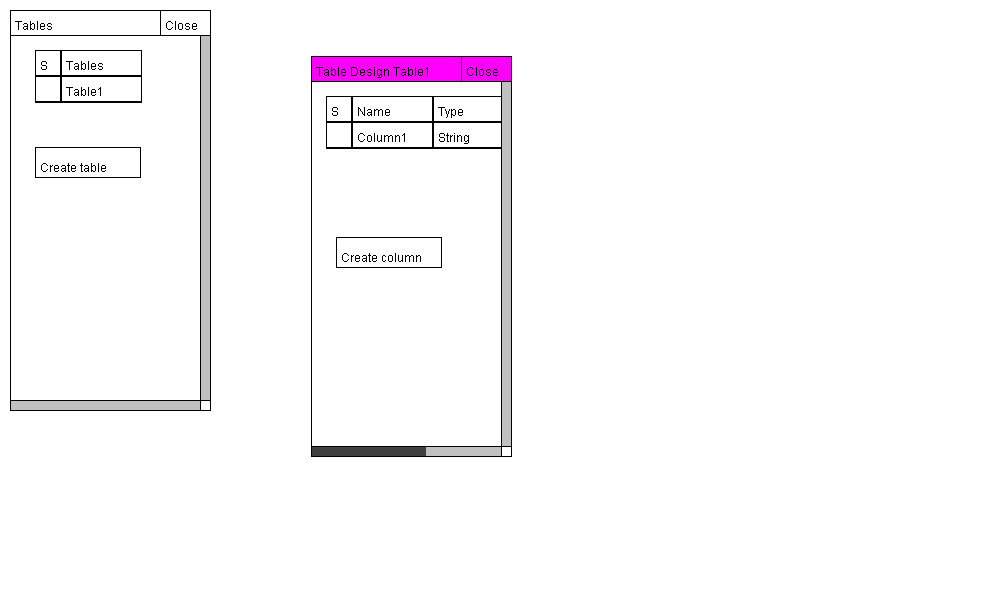 Tables Close
S Tables
Table1
Create table
Table Design Table1 Close
S Name Type
Column1 String
Create column